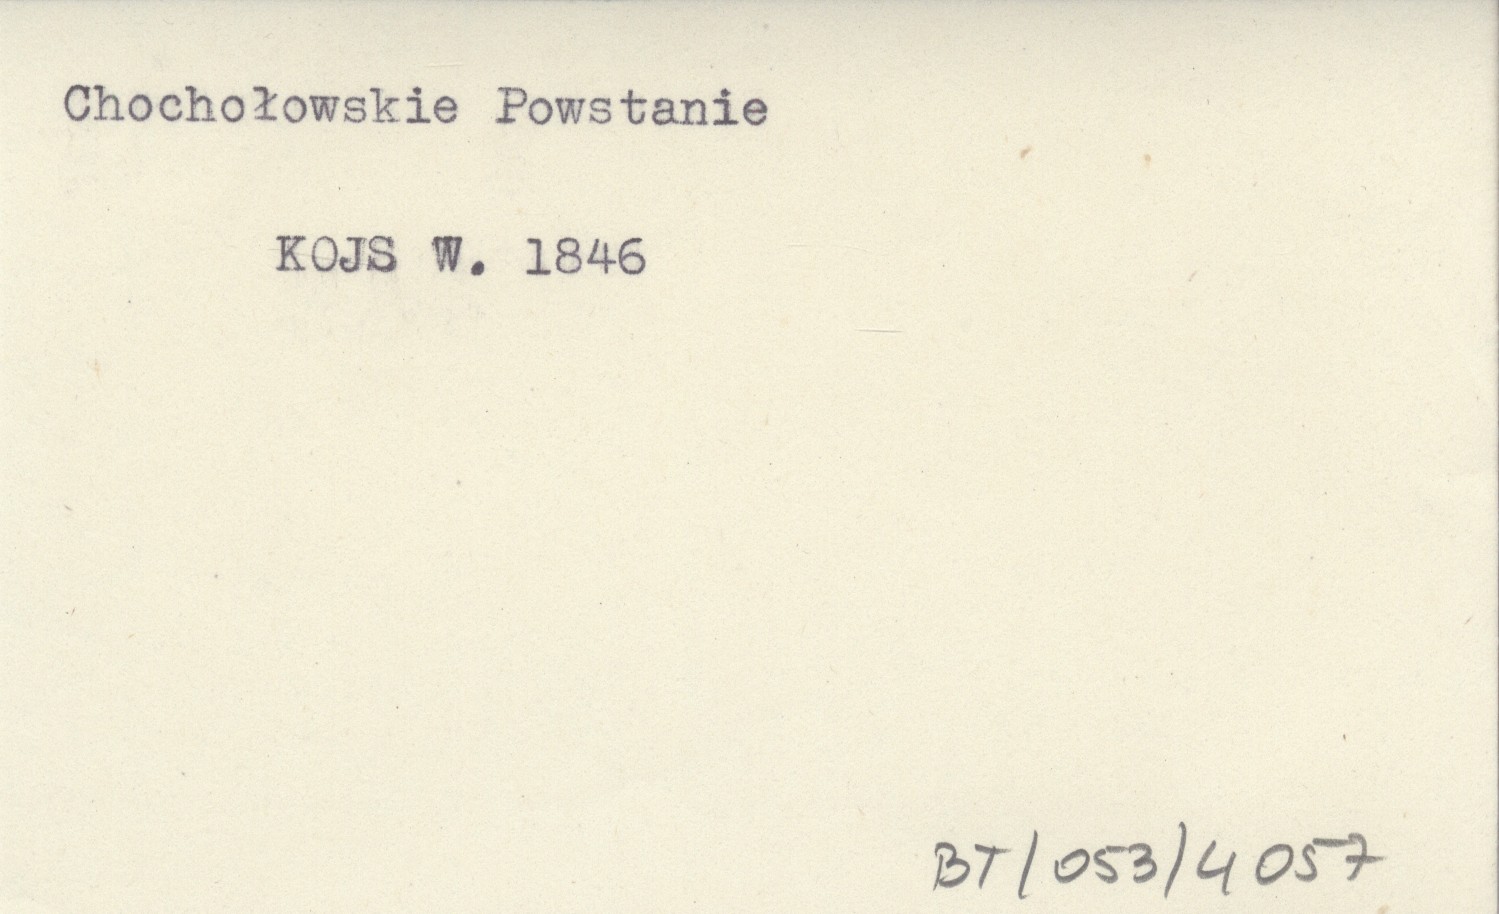 Chochołowskie Powstanie
KOJS W. 1846
BT/053/4057